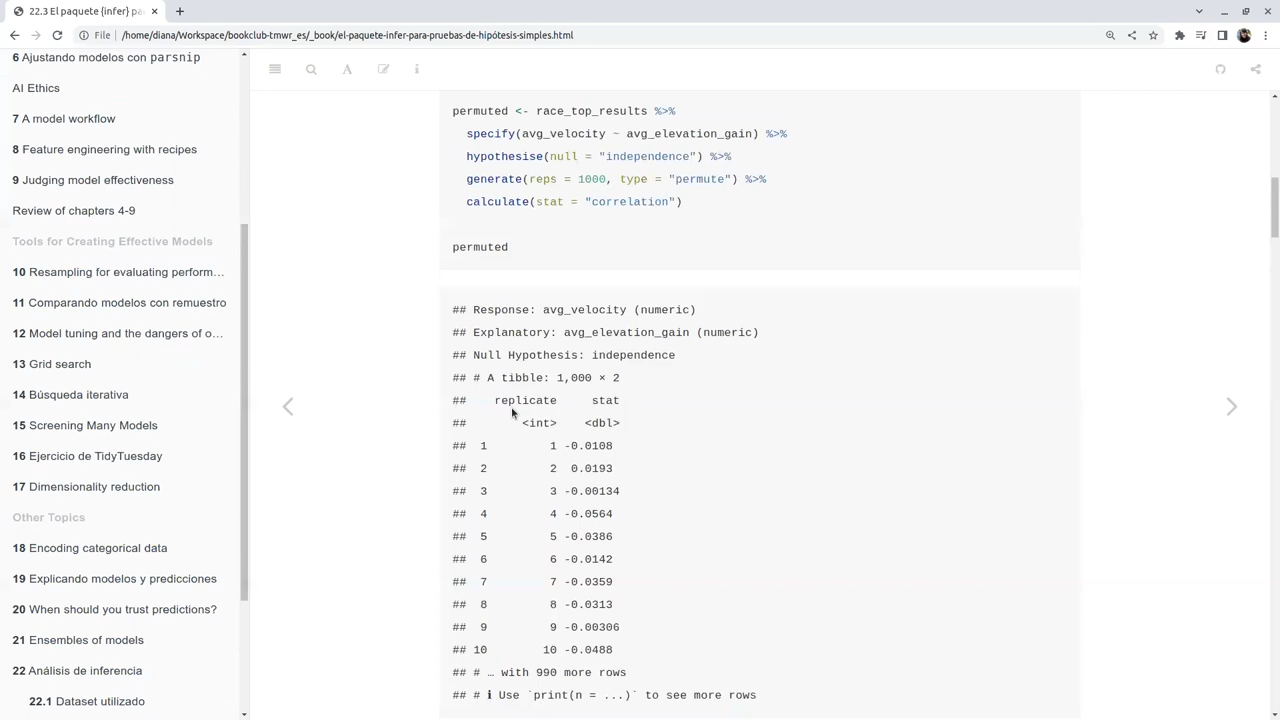 22.3 El paquete {infer} pa
File
/home/diana/Workspace/bookclub-tmwr_es/_book/el-paquete-infer-para-pruebas-de-hipótesis-simples.html
6 Ajustando modelos con parsnip
AI Ethics
7 A model workflow
8 Feature engineering with recipes
9 Judging model effectiveness
Review of chapters 4-9
Tools for Creating Effective Models
10 Resampling for evaluating perform…
11 Comparando modelos con remuestro
12 Model tuning and the dangers of o…
13 Grid search
14 Búsqueda iterativa
15 Screening Many Models
16 Ejercicio de TidyTuesday
17 Dimensionality reduction
Other Topics
18 Encoding categorical data
19 Explicando modelos y predicciones
20 When should you trust predictions?
21 Ensembles of models
22 Análisis de inferencia
22.1 Dataset utilizado
permuted <- race_top_results %>%
specify(avg_velocity ~ avg_elevation_gain) %>%
hypothesise(null = "independence") %>%
generate(reps = 1000, type = "permute") %>%
calculate(stat = "correlation")
permuted
## Response: avg_velocity (numeric)
## Explanatory: avg_elevation_gain (numeric)
## Null Hypothesis: independence
## # A tibble: 1,000 × 2
## replicate stat
## <int> <dbl>
## 1 1 -0.0108
## 2 2 0.0193
## 3 3 -0.00134
## 4 4 -0.0564
## 5 5 -0.0386
## 6 6 -0.0142
## 7 7 -0.0359
## 8 8 -0.0313
## 9 9 -0.00306
## 10 10 -0.0488
## # … with 990 more rows
## # ℹ Use `print(n = ...)` to see more rows